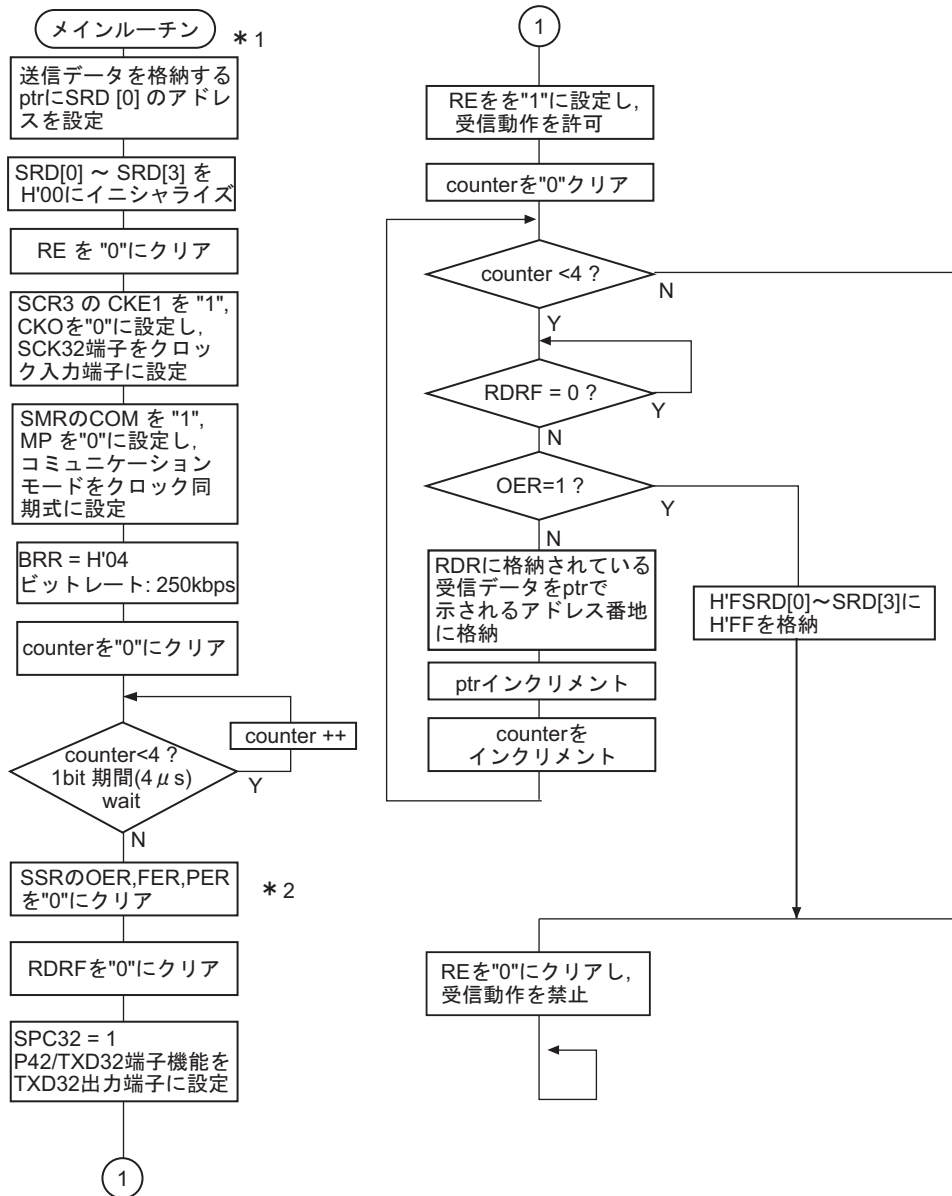 メインルーチン
＊1
送信データを格納する
ptrにSRD [0] のアドレ
スを設定
SRD[0] ～ SRD[3] を
H'00にイニシャライズ
RE を "0"にクリア
SCR3 の CKE1 を "1",
CKOを"0"に設定し,
SCK32端子をクロッ
ク入力端子に設定
SMRのCOM を "1",
MP を"0"に設定し,
コミュニケーション
モードをクロック同
期式に設定
BRR = H'04
ビットレート: 250kbps
counterを"0"にクリア
counter ++
counter<4 ?
1bit 期間(4μs)
wait
Y
N
SSRのOER,FER,PER
を"0"にクリア
＊2
RDRFを"0"にクリア
SPC32 = 1
P42/TXD32端子機能を
TXD32出力端子に設定
1
1
REをを"1"に設定し,
受信動作を許可
counterを"0"クリア
counter <4 ?
N
Y
RDRF = 0 ?
Y
N
OER=1 ?
Y
N
RDRに格納されている
受信データをptrで
示されるアドレス番地
に格納
H'FSRD[0]～SRD[3]に
H'FFを格納
ptrインクリメント
counterを
インクリメント
REを"0"にクリアし,
受信動作を禁止